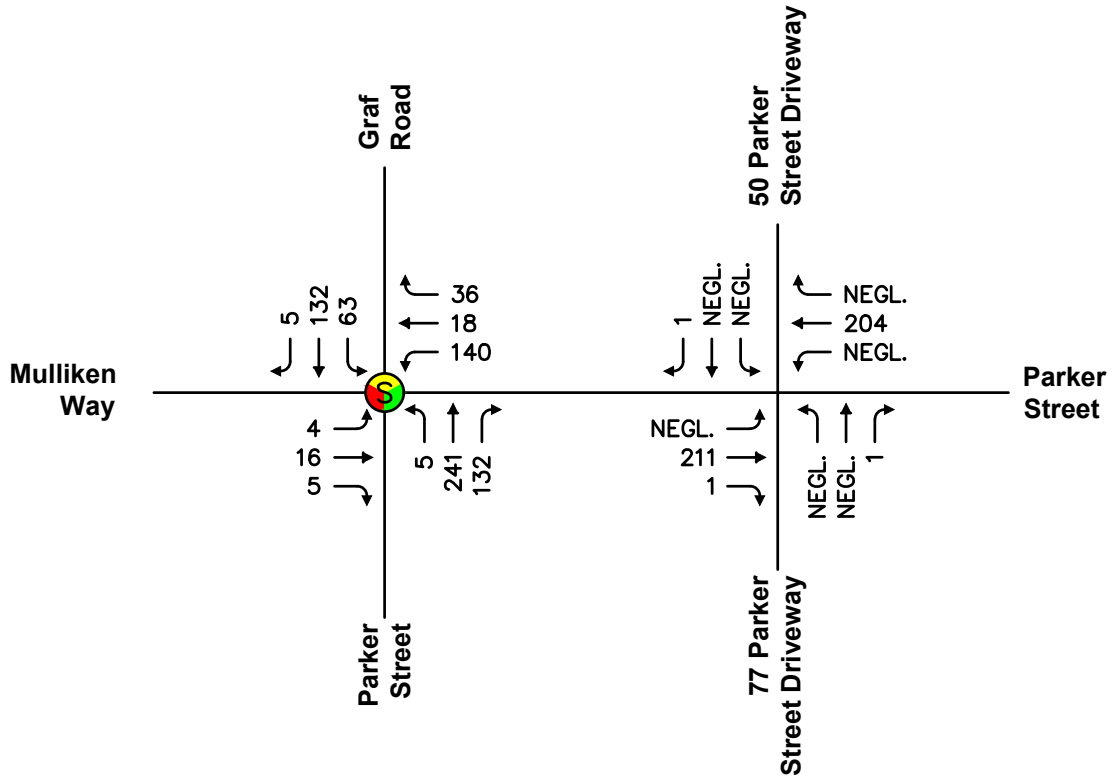 Graf
Road
50 Parker
Street Driveway
5
132
63
36
18
140
1
NEGL.
NEGL.
NEGL.
204
NEGL.
Mulliken
Way
S
Parker
Street
4
16
5
5
241
132
NEGL.
211
1
NEGL.
NEGL.
1
Parker
Street
77 Parker
Street Driveway